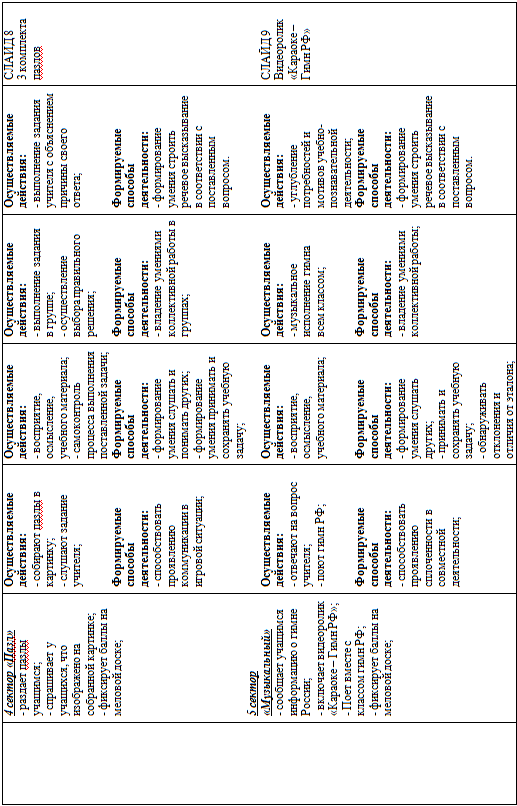 4 сектор «Пазл»
- раздает пазлы
учащимся;
- спрашивает у
учащихся, что
изображено на
собранной картинке;
- фиксирует баллы на
меловой доске;
Осуществляемые
действия:
- собирают пазлы в
картинку;
- слушают задание
учителя;
Формируемые
способы
деятельности:
- способствовать
проявлению
коммуникации в
игровой ситуации;
Осуществляемые
действия:
- восприятие,
осмысление,
учебного материала;
- самоконтроль
процесса выполнения
поставленной задачи;
Формируемые
способы
деятельности:
- формирование
умения слушать и
понимать других;
- формирование
умения принимать и
сохранять учебную
задачу;
Осуществляемые
действия:
- выполнение задания
в группе;
- осуществление
выбора правильного
решения;
Формируемые
способы
деятельности:
- владение умениями
коллективной работы в
группах;
Осуществляемые
действия:
- выполнение задания
учителя с объяснением
причины своего
ответа;
Формируемые
способы
деятельности:
- формирование
умения строить
речевое высказывание
в соответствии с
поставленным
вопросом.
СЛАЙД 8
3 комплекта
пазлов
5 сектор
«Музыкальный»
- сообщает учащимся
информацию о гимне
России;
- включает видеоролик
«Караоке – Гимн РФ»;
- Поет вместе с
классом гимн РФ;
- фиксирует баллы на
меловой доске;
Осуществляемые
действия:
- отвечают на вопрос
учителя;
- поют гимн РФ;
Формируемые
способы
деятельности:
- способствовать
проявлению
сплоченности в
совместной
деятельности;
Осуществляемые
действия:
- восприятие,
осмысление,
учебного материала;
Формируемые
способы
деятельности:
- формирование
умения слушать
других;
- принимать и
сохранять учебную
задачу;
- обнаруживать
отклонения и
отличия от эталона;
Осуществляемые
действия:
- музыкальное
исполнение гимна
всем классом;
Формируемые
способы
деятельности:
- владение умениями
коллективной работы;
Осуществляемые
действия:
- углубление
потребностей и
мотивов учебно-
познавательной
деятельности;
Формируемые
способы
деятельности:
- формирование
умения строить
речевое высказывание
в соответствии с
поставленным
вопросом.
СЛАЙД 9
Видеоролик
«Караоке –
Гимн РФ»